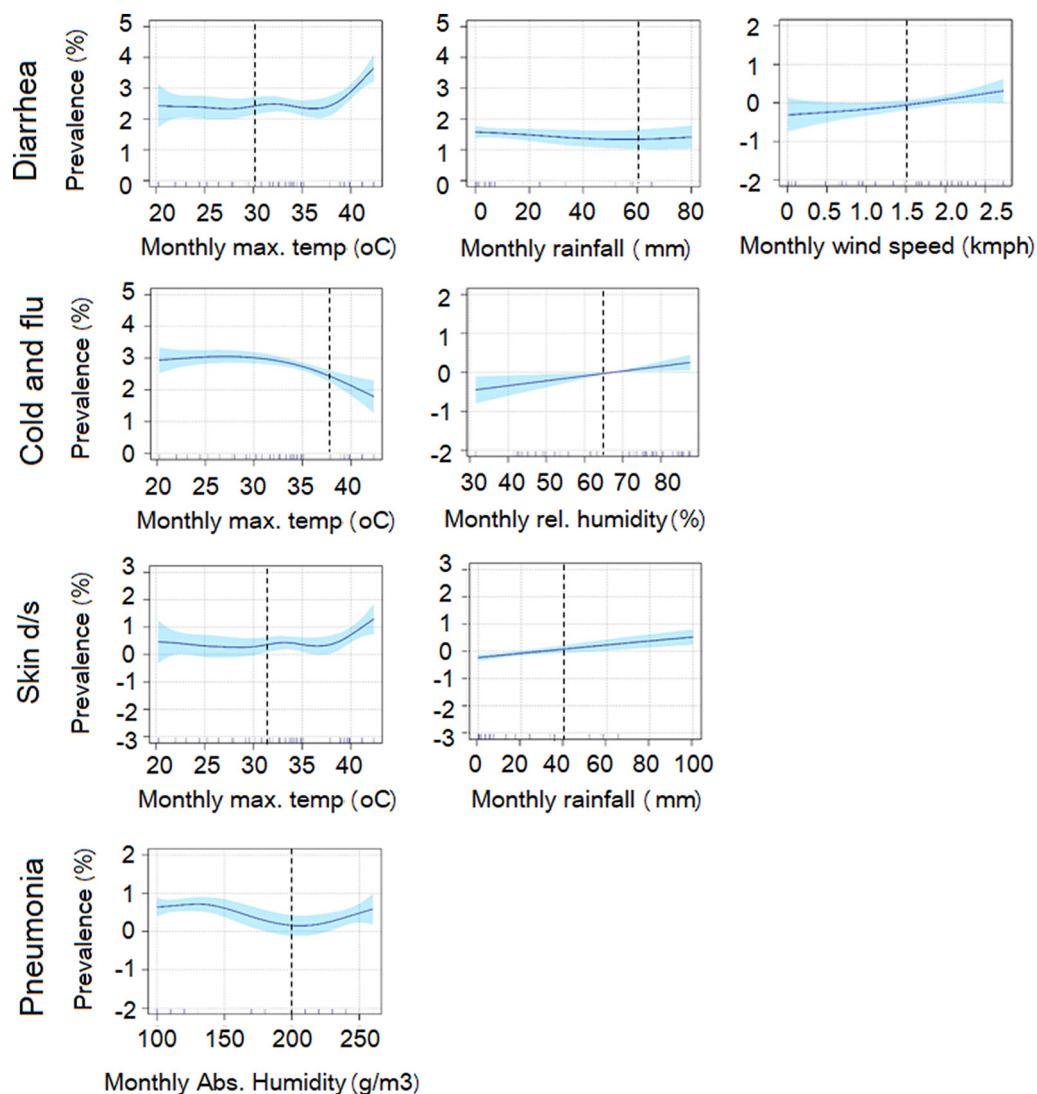 Diarrhea
Prevalence (%)
5
4
3
2
1
0
20 25 30 35 40
Monthly max. temp (oC)
5
4
3
2
1
0
0 20 40 60 80
Monthly rainfall (mm)
2
1
0
-1
-2
0 0.5 1.0 1.5 2.0 2.5
Monthly wind speed (kmph)
Cold and flu
Prevalence (%)
5
4
3
2
1
0
20 25 30 35 40
Monthly max. temp (oC)
2
1
0
-1
-2
30 40 50 60 70 80
Monthly rel. humidity (%)
Skin d/s
Prevalence (%)
3
2
1
0
-1
-2
-3
20 25 30 35 40
Monthly max. temp (oC)
3
2
1
0
-1
-2
-3
0 20 40 60 80 100
Monthly rainfall (mm)
Pneumonia
Prevalence (%)
2
1
0
-1
-2
100 150 200 250
Monthly Abs. Humidity (g/m3)